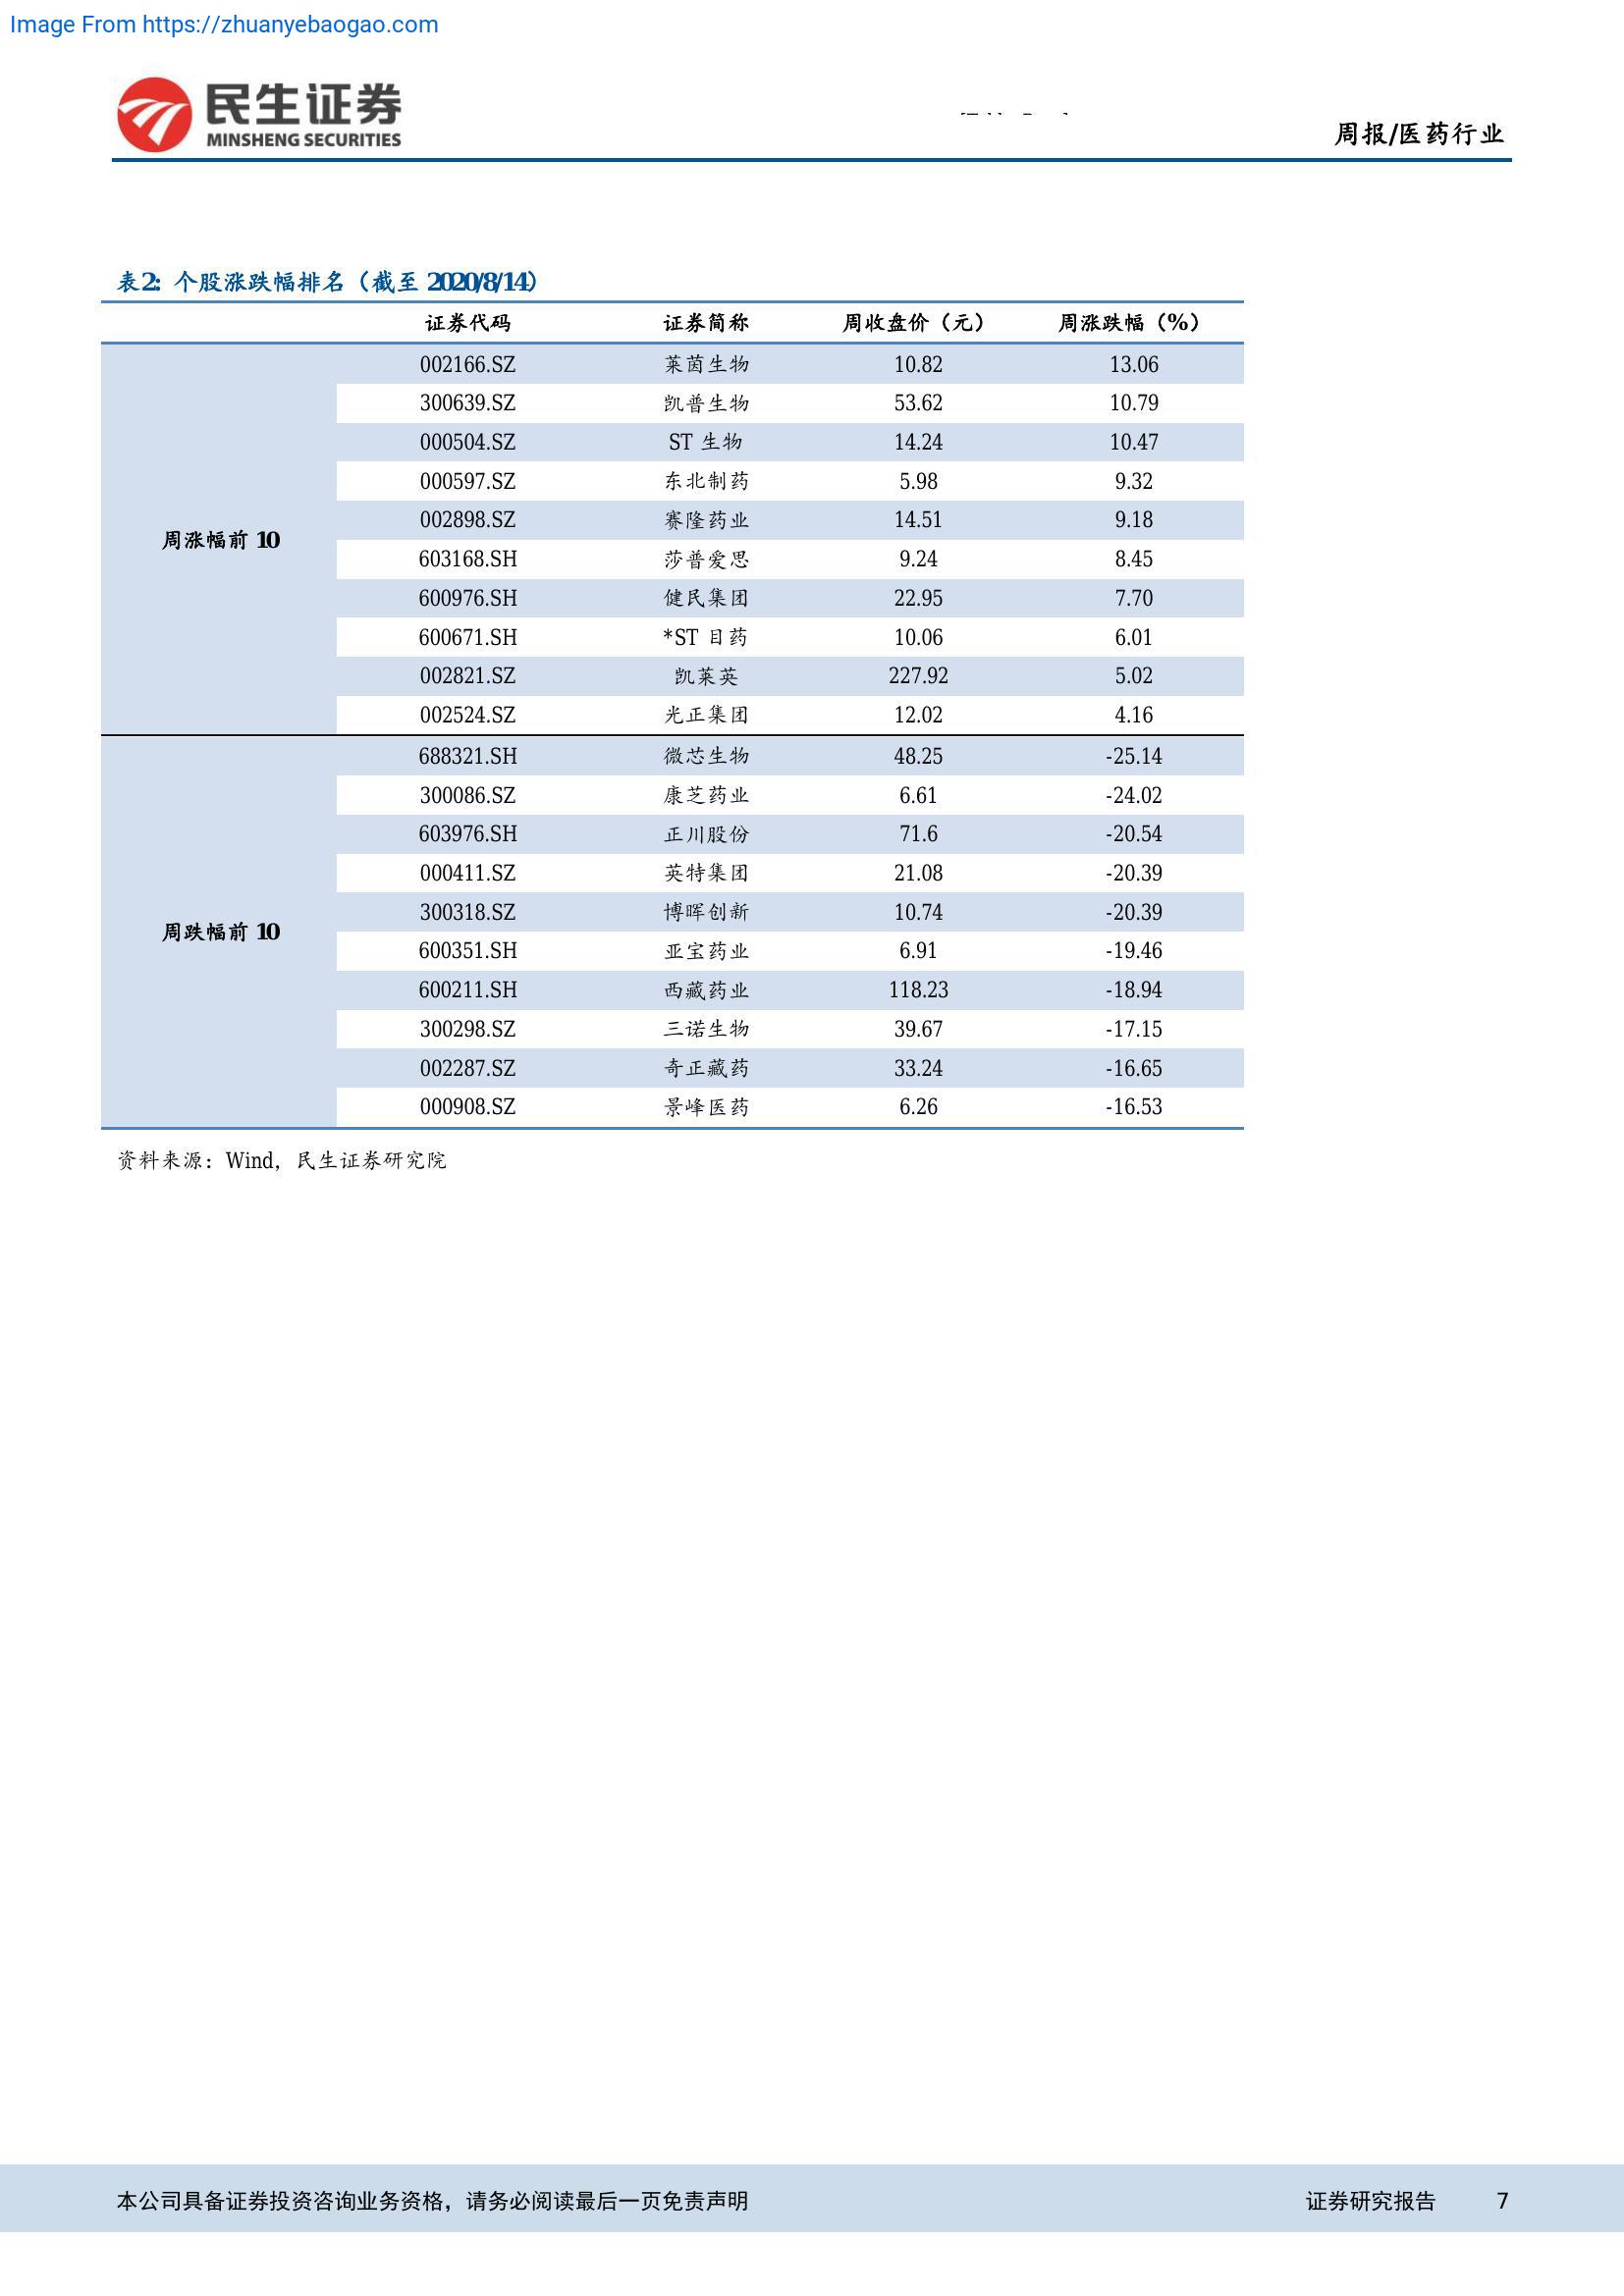 Image From https://zhuanyebaogao.com
民生证券
MINSHENG SECURITIES
周报/医药行业
表2: 个股涨跌幅排名（截至 2020/8/14）
证券代码 证券简称 周收盘价（元） 周涨跌幅（%）
002166.SZ 莱茵生物 10.82 13.06
300639.SZ 凯普生物 53.62 10.79
000504.SZ ST 生物 14.24 10.47
000597.SZ 东北制药 5.98 9.32
002898.SZ 赛隆药业 14.51 9.18
周涨幅前 10
603168.SH 莎普爱思 9.24 8.45
600976.SH 健民集团 22.95 7.70
600671.SH *ST 目药 10.06 6.01
002821.SZ 凯莱英 227.92 5.02
002524.SZ 光正集团 12.02 4.16
688321.SH 微芯生物 48.25 -25.14
300086.SZ 康芝药业 6.61 -24.02
603976.SH 正川股份 71.6 -20.54
000411.SZ 英特集团 21.08 -20.39
300318.SZ 博晖创新 10.74 -20.39
周跌幅前 10
600351.SH 亚宝药业 6.91 -19.46
600211.SH 西藏药业 118.23 -18.94
300298.SZ 三诺生物 39.67 -17.15
002287.SZ 奇正藏药 33.24 -16.65
000908.SZ 景峰医药 6.26 -16.53
资料来源：Wind，民生证券研究院
本公司具备证券投资咨询业务资格，请务必阅读最后一页免责声明 证券研究报告 7